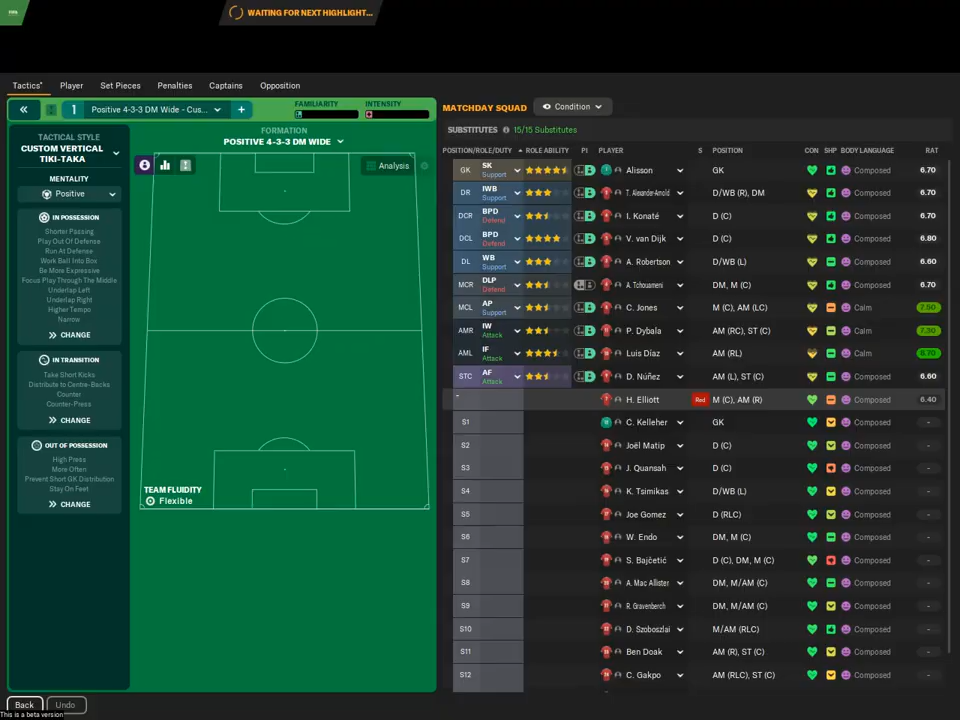 WAITING FOR NEXT HIGHLIGHT...
Tactics* Player Set Pieces Penalties Captains Opposition
1 Positive 4-3-3 DM Wide - Cus... +
FAMILIARITY INTENSITY
TACTICAL STYLE
CUSTOM VERTICAL
TIKI-TAKA
MENTALITY
Positive
IN POSSESSION
Shorter Passing
Play Out Of Defense
Run At Defense
Work Ball Into Box
Be More Expressive
Focus Play Through The Middle
Underlap Left
Underlap Right
Higher Tempo
Narrow
CHANGE
IN TRANSITION
Take Short Kicks
Distribute to Centre-Backs
Counter
Counter-Press
CHANGE
OUT OF POSSESSION
High Press
More Often
Prevent Short GK Distribution
Stay On Feet
CHANGE
FORMATION
POSITIVE 4-3-3 DM WIDE
Analysis
TEAM FLUIDITY
Flexible
MATCHDAY SQUAD Condition
SUBSTITUTES 15/15 Substitutes
POSITION/ROLE/DUTY ROLE ABILITY PI PLAYER S POSITION CON SHP BODY LANGUAGE RAT
GK SK Support Alisson GK Composed 6.70
DR IWB Support T. Alexander-Arnold D/WB (R), DM Composed 6.70
DCR BPD Defend I. Konaté D (C) Composed 6.70
DCL BPD Defend V. van Dijk D (C) Composed 6.80
DL WB Support A. Robertson D/WB (L) Composed 6.60
MCR DLP Defend A. Tchouameni DM, M (C) Composed 6.70
MCL AP Support C. Jones M (C), AM (LC) Calm 7.50
AMR IW Attack P. Dybala AM (RC), ST (C) Calm 7.30
AML IF Attack Luis Díaz AM (RL) Calm 8.70
STC AF Attack D. Núñez AM (L), ST (C) Composed 6.60
- H. Elliott Red M (C), AM (R) Composed 6.40
S1 C. Kelleher GK Composed -
S2 Joël Matip D (C) Composed -
S3 J. Quansah D (C) Composed -
S4 K. Tsimikas D/WB (L) Composed -
S5 Joe Gomez D (RLC) Composed -
S6 W. Endo DM, M (C) Composed -
S7 S. Bajčetić D (C), DM, M (C) Composed -
S8 A. Mac Allister DM, M/AM (C) Composed -
S9 R. Gravenberch DM, M/AM (C) Composed -
S10 D. Szoboszlai M/AM (RLC) Composed -
S11 Ben Doak AM (R), ST (C) Composed -
S12 C. Gakpo AM (RLC), ST (C) Composed -
Back Undo
This is a beta version